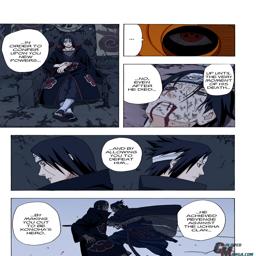 ...
UP UNTIL
THE VERY
MOMENT
OF HIS
DEATH...
...NO,
EVEN
AFTER
HE DIED...
...IN
ORDER TO
CONFER
UPON YOU
NEW
POWERS...
...AND BY
ALLOWING
YOU TO
DEFEAT
HIM...
...HE
ACHIEVED
REVENGE
AGAINST
THE UCHIHA
CLAN...
...BY
MAKING
YOU OUT
TO BE
KONOHA'S
HERO.